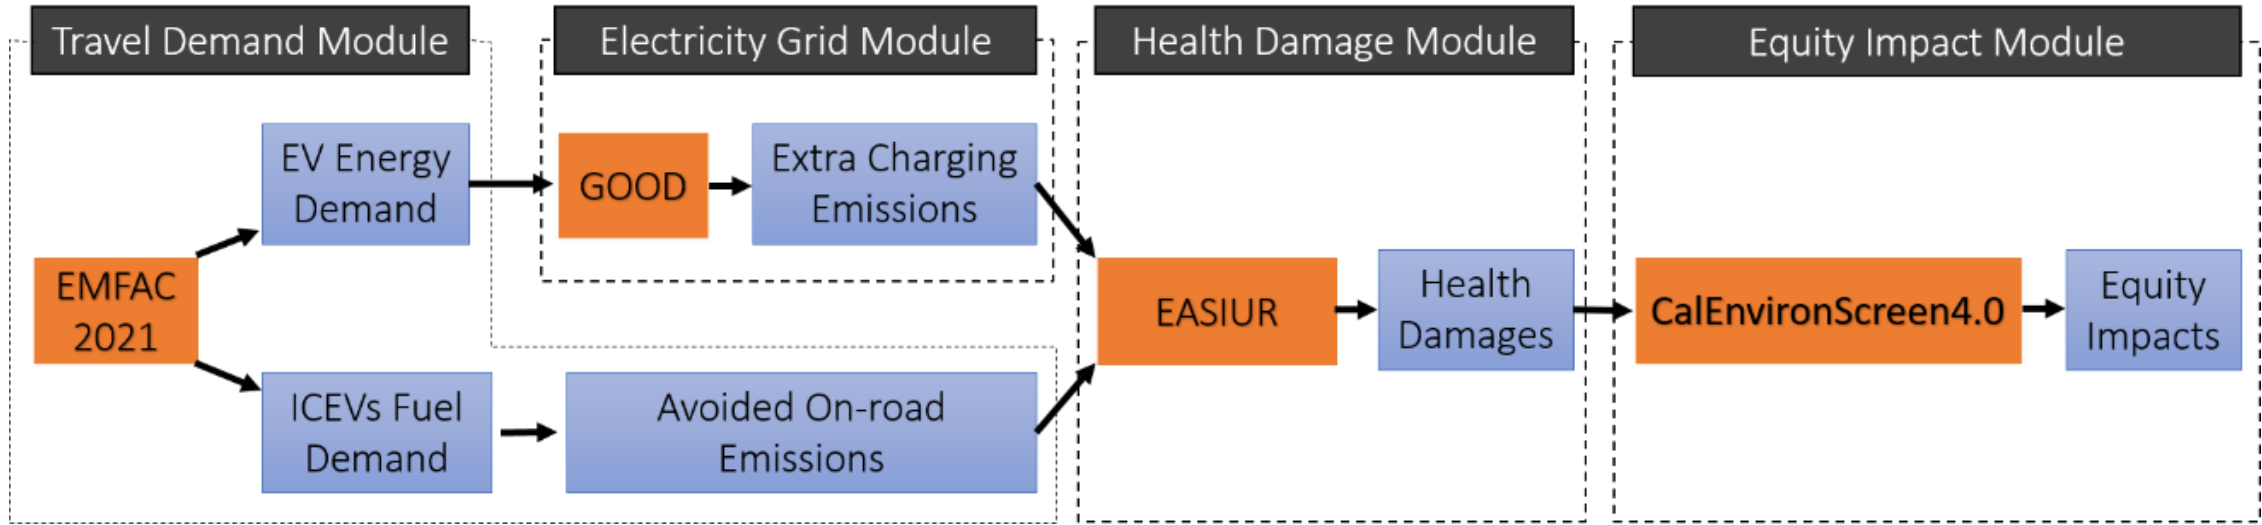 Travel Demand Module
Electricity Grid Module
Health Damage Module
Equity Impact Module
EV Energy
Demand
GOOD
Extra Charging
Emissions
EMFAC
2021
EASIUR
Health
Damages
CalEnvironScreen4.0
Equity
Impacts
ICEVs Fuel
Demand
Avoided On-road
Emissions